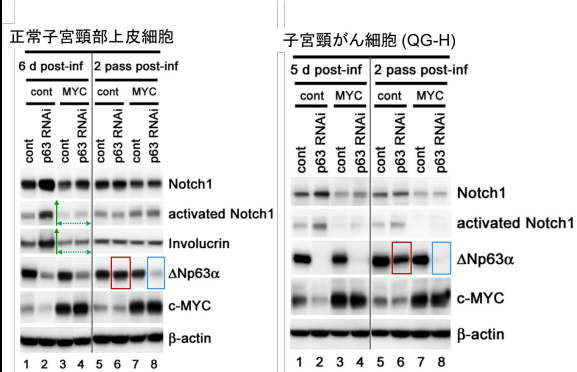 正常子宮頸部上皮細胞
6 d post-inf 2 pass post-inf
cont MYC cont MYC
cont p63 RNAi cont p63 RNAi cont p63 RNAi cont p63 RNAi
Notch1
activated Notch1
Involucrin
ΔNp63α
c-MYC
β-actin
1 2 3 4 5 6 7 8
子宮頸がん細胞 (QG-H)
5 d post-inf 2 pass post-inf
cont MYC cont MYC
cont p63 RNAi cont p63 RNAi cont p63 RNAi cont p63 RNAi
Notch1
activated Notch1
ΔNp63α
c-MYC
β-actin
1 2 3 4 5 6 7 8